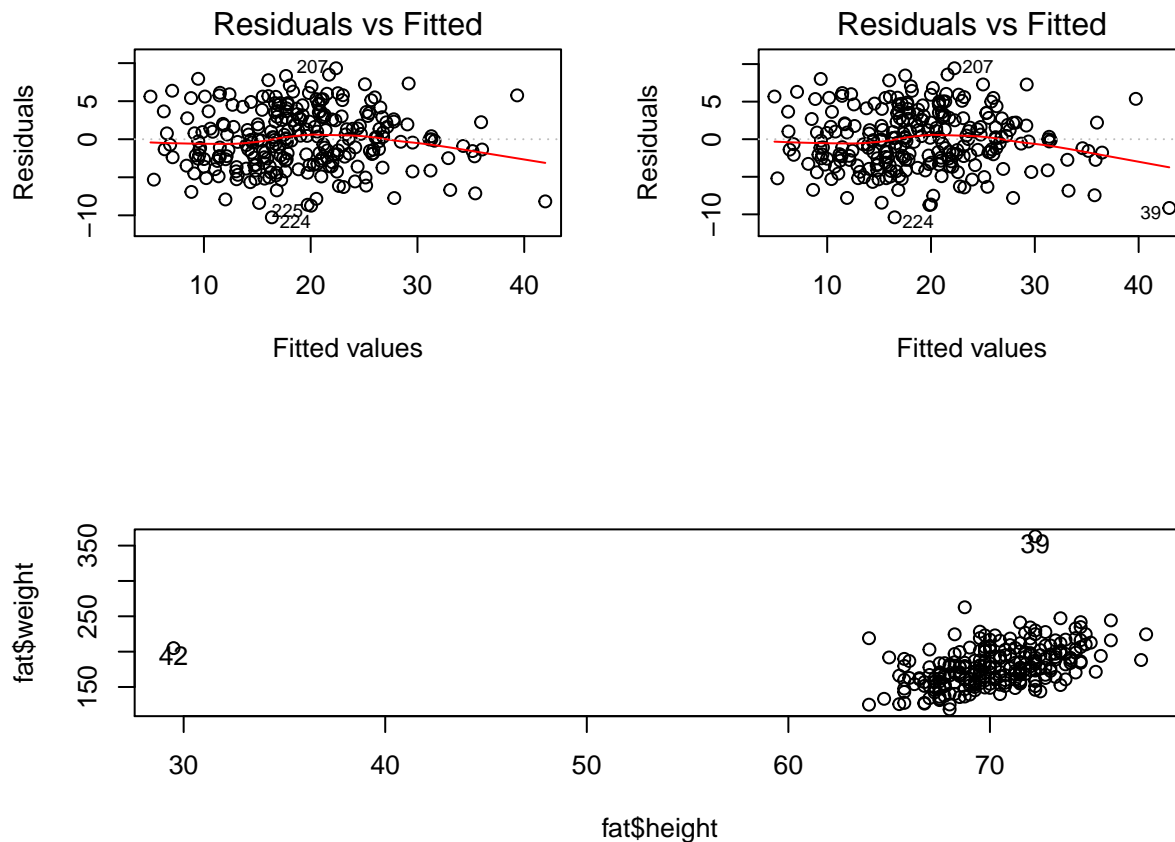 Residuals vs Fitted
Residuals
5
0
−10
207
225
224
10 20 30 40
Fitted values
Residuals vs Fitted
Residuals
5
0
−10
207
224
39
10 20 30 40
Fitted values
fat$weight
350
250
150
39
42
30 40 50 60 70
fat$height